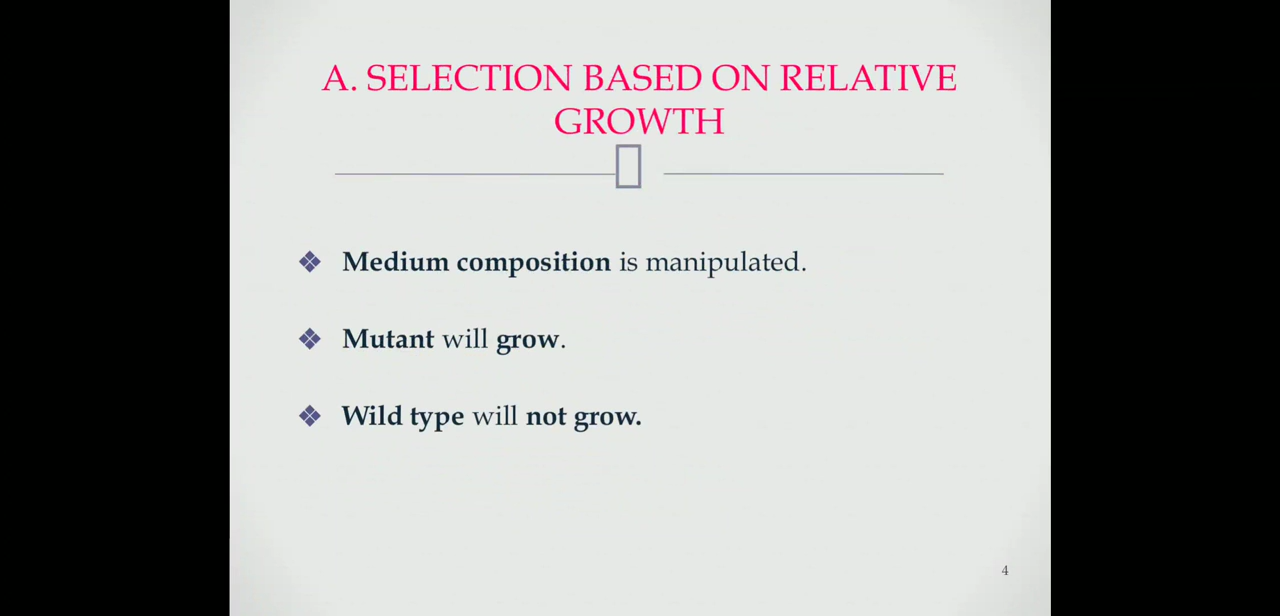 A. SELECTION BASED ON RELATIVE
GROWTH
❖ Medium composition is manipulated.
❖ Mutant will grow.
❖ Wild type will not grow.
4